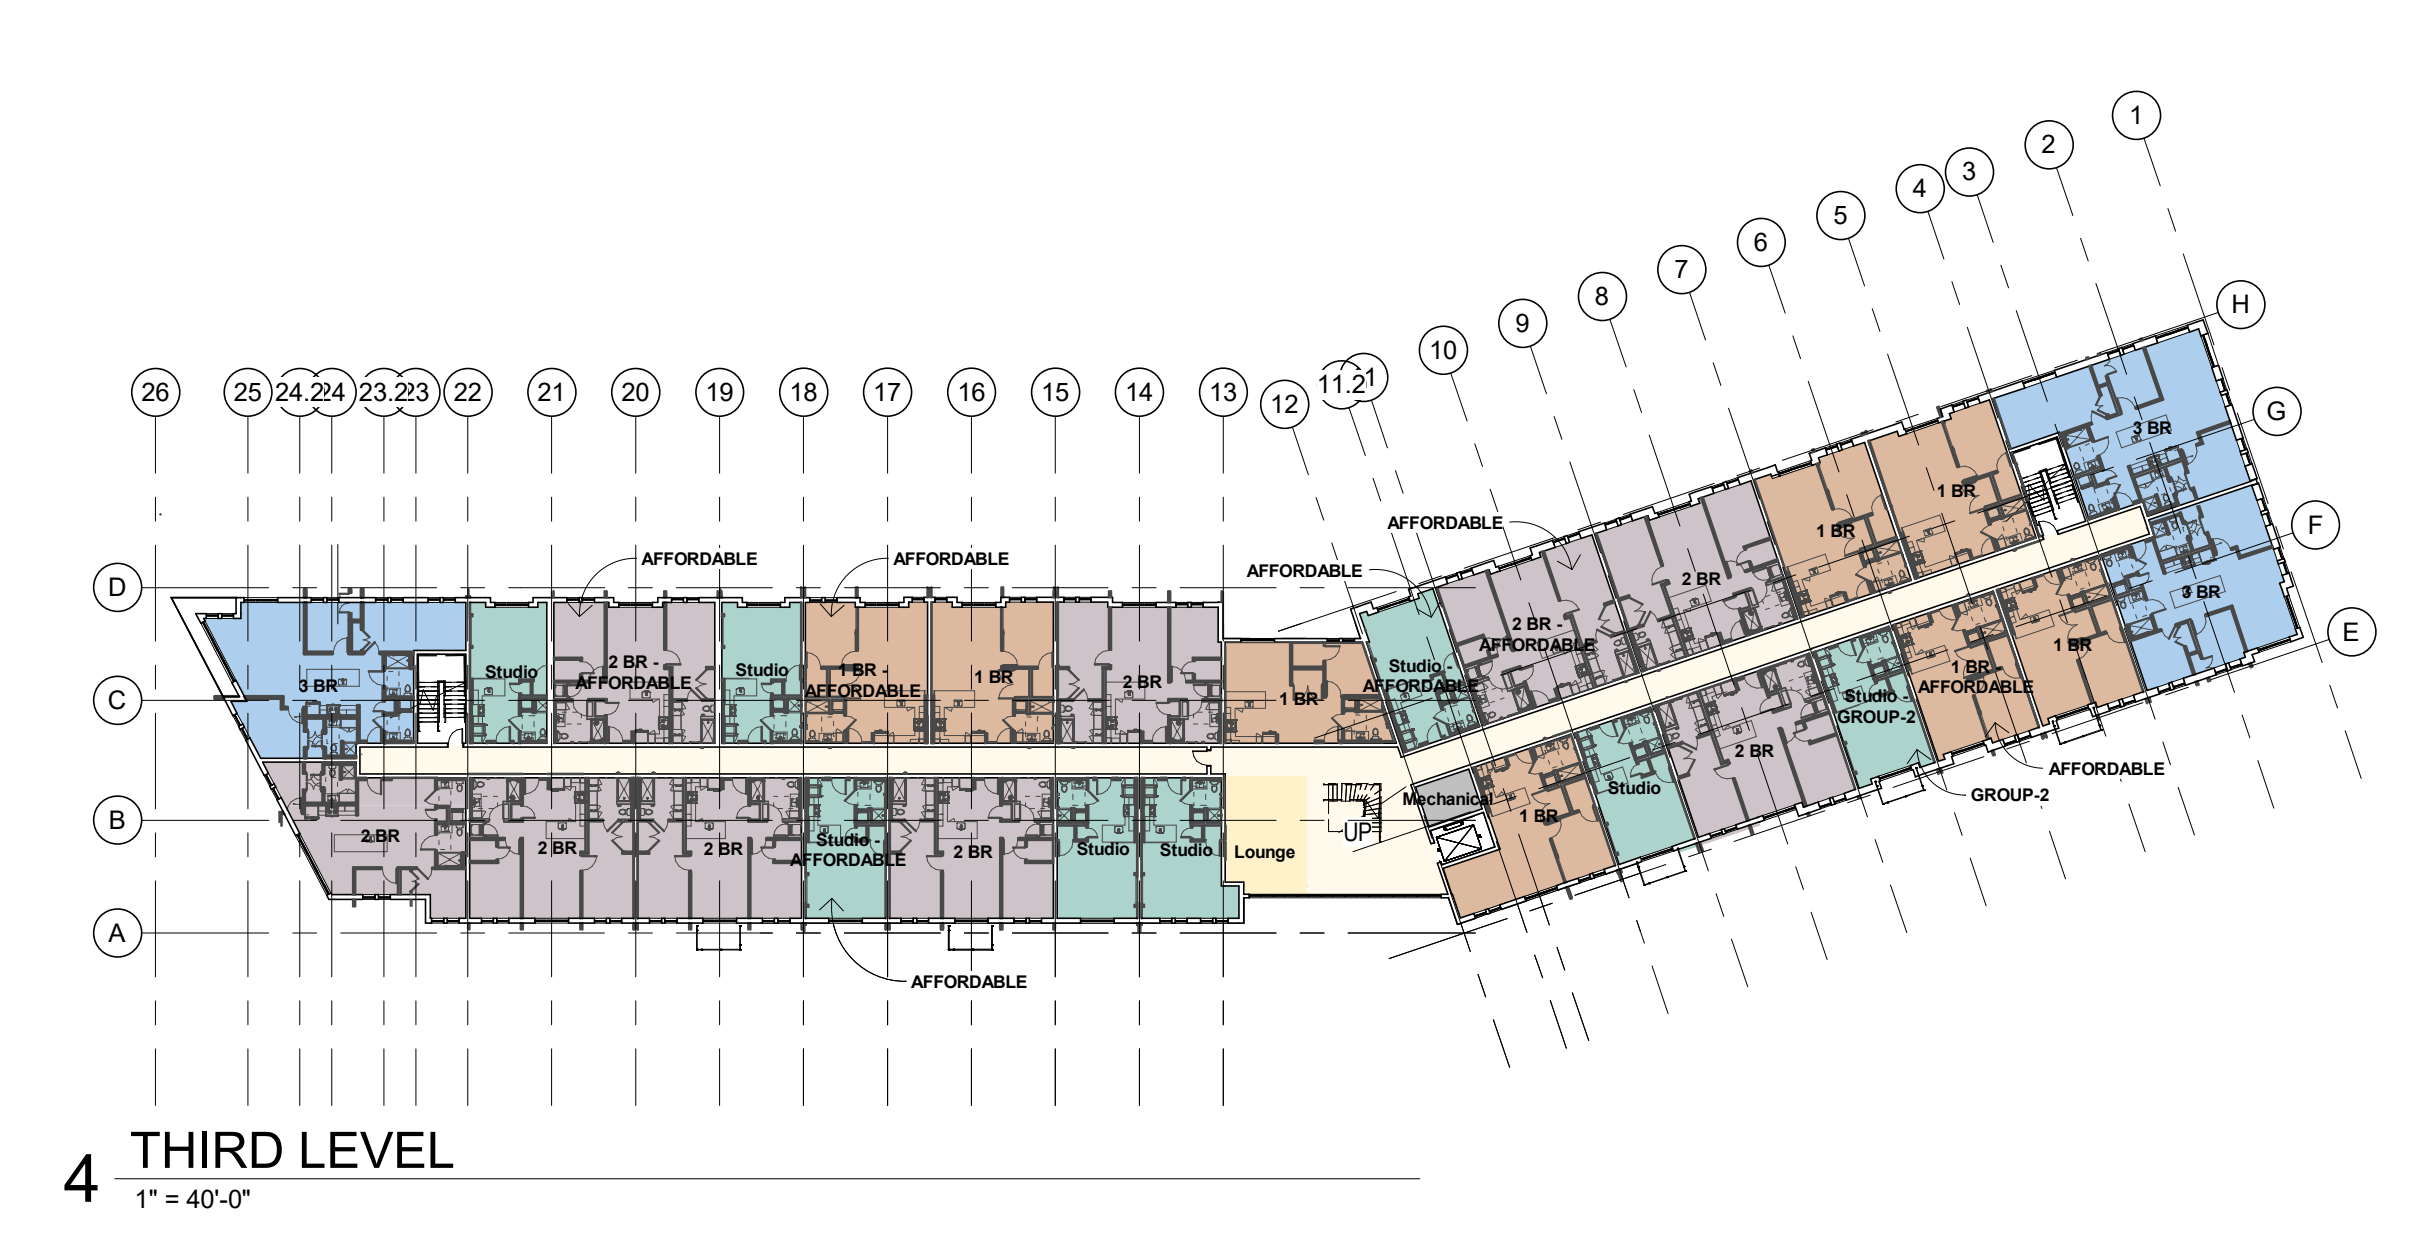 1
2
3
4
5
6
7
8
9
10
11.2
12
H
G
F
E
26
25
24.2
24
23.2
23
22
21
20
19
18
17
16
15
14
13
D
C
B
A
AFFORDABLE
AFFORDABLE
AFFORDABLE
AFFORDABLE
3 BR
Studio
2 BR -
AFFORDABLE
Studio
1 BR -
AFFORDABLE
1 BR
2 BR
1 BR
Studio -
AFFORDABLE
2 BR -
AFFORDABLE
2 BR
1 BR
1 BR
3 BR
3 BR
1 BR
1 BR -
AFFORDABLE
Studio -
GROUP-2
2 BR
Studio
1 BR
Mechanical
UP
Lounge
2 BR
2 BR
2 BR
Studio -
AFFORDABLE
2 BR
Studio
Studio
AFFORDABLE
GROUP-2
AFFORDABLE
4
THIRD LEVEL
1" = 40'-0"